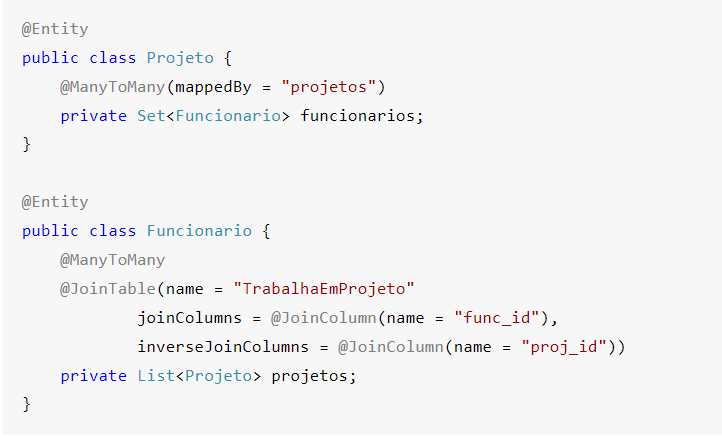 @Entity
public class Projeto {
    @ManyToMany(mappedBy = "projetos")
    private Set<Funcionario> funcionarios;
}

@Entity
public class Funcionario {
    @ManyToMany
    @JoinTable(name = "TrabalhaEmProjeto"
            joinColumns = @JoinColumn(name = "func_id"),
            inverseJoinColumns = @JoinColumn(name = "proj_id"))
    private List<Projeto> projetos;
}